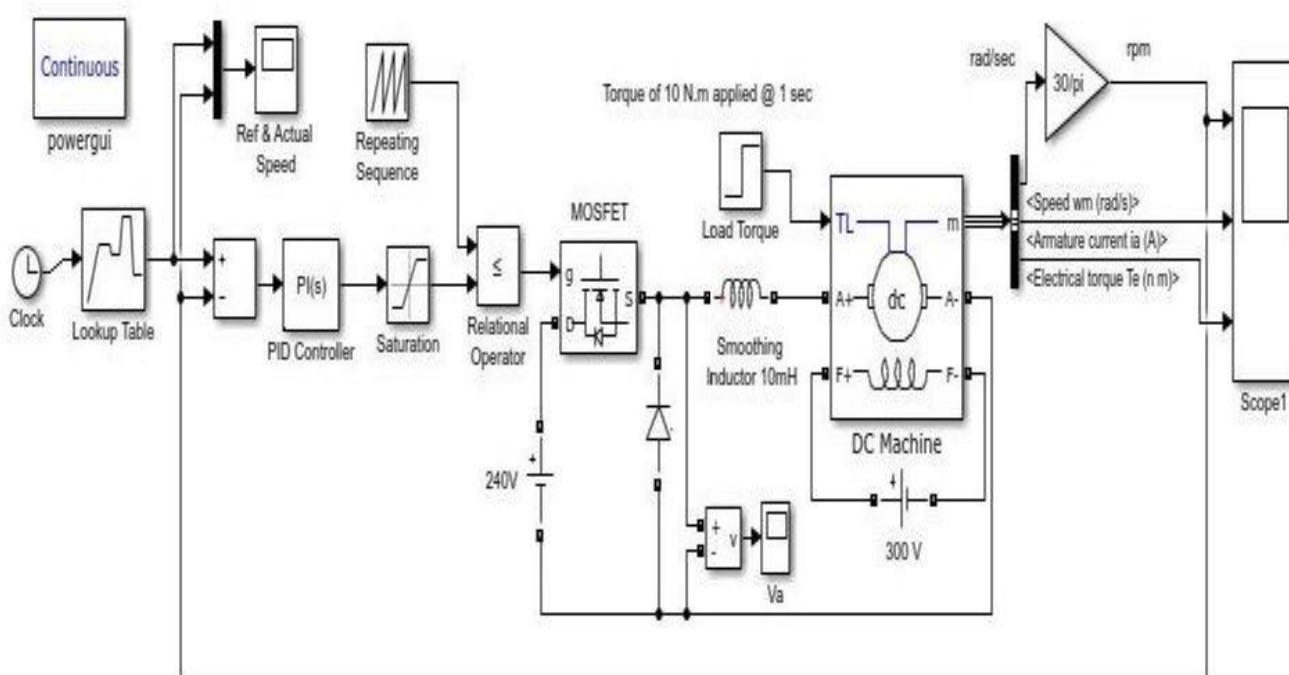 Continuous
powergui
Ref & Actual
Speed
Repeating
Sequence
Torque of 10 N.m applied @ 1 sec
rad/sec
30/pi
rpm
Clock
Lookup Table
+
-
PI(s)
PID Controller
Saturation
≤
Relational
Operator
MOSFET
g
D
S
Load Torque
Smoothing
Inductor 10mH
TL
m
A+
dc
A-
F+
F-
DC Machine
<Speed wm (rad/s)>
<Armature current ia (A)>
<Electrical torque Te (n m)>
Scope1
+
240V
+
-
v
Va
+
300 V